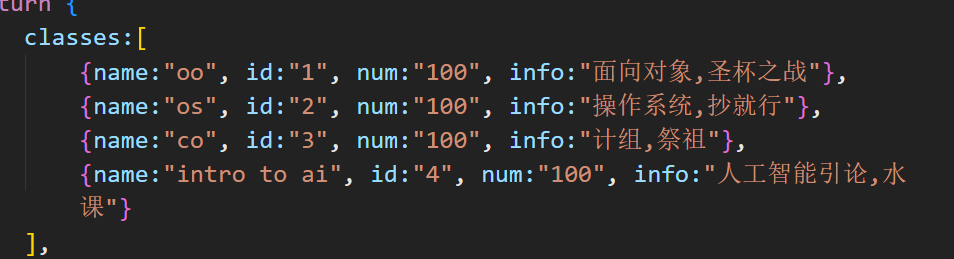 turn {
classes:[
{name:"oo", id:"1", num:"100", info:"面向对象,圣杯之战"},
{name:"os", id:"2", num:"100", info:"操作系统,抄就行"},
{name:"co", id:"3", num:"100", info:"计组,祭祖"},
{name:"intro to ai", id:"4", num:"100", info:"人工智能引论,水
课"}
],